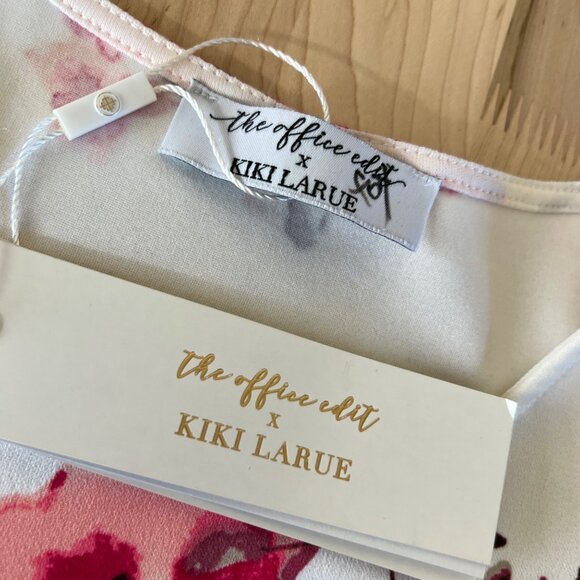 the office edit
x
KIKI LARUE
the office edit
x
KIKI LARUE